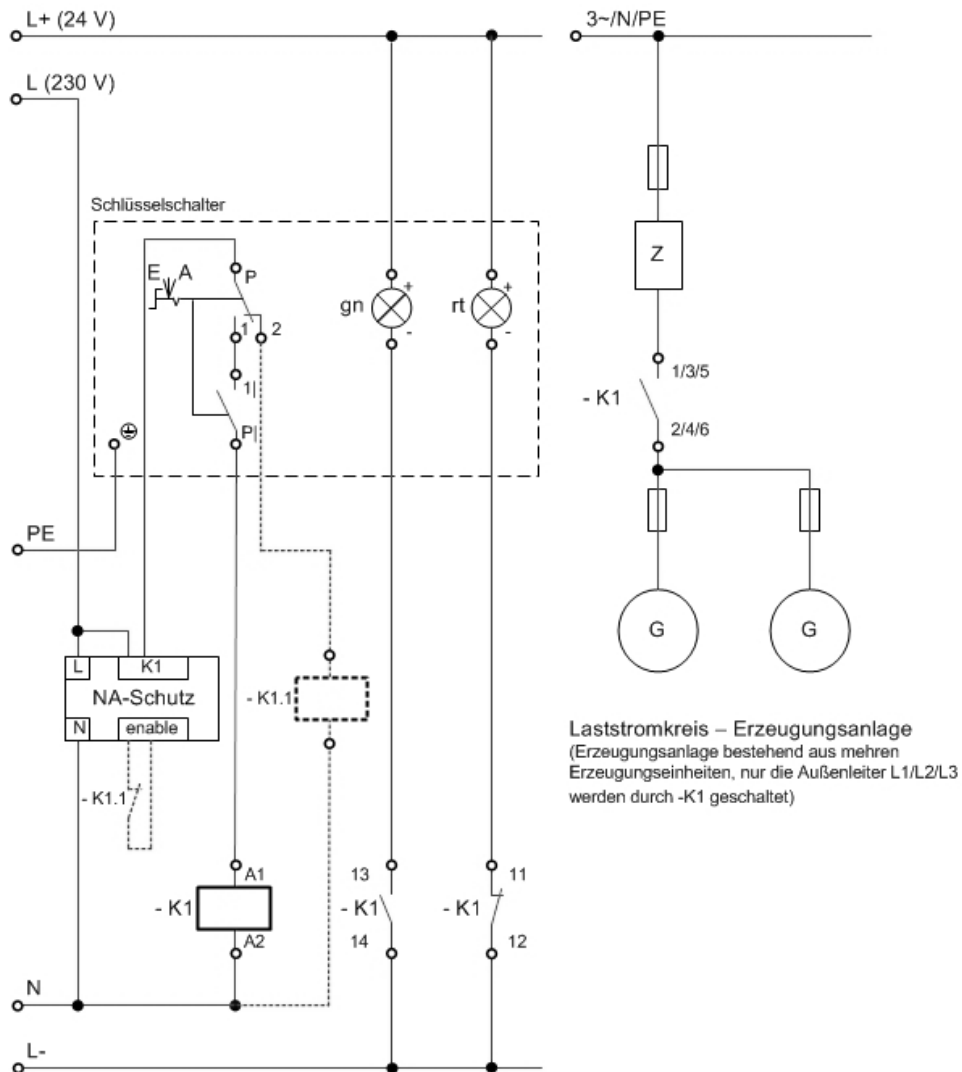 L+ (24 V)
3~/N/PE
L (230 V)
Schlüsselschalter
E A
P
1 2
1|
P|
gn
+
-
rt
+
-
Z
1/3/5
- K1
2/4/6
PE
G
G
L
K1
NA-Schutz
N
enable
- K1.1
- K1.1
Laststromkreis – Erzeugungsanlage
(Erzeugungsanlage bestehend aus mehren
Erzeugungseinheiten, nur die Außenleiter L1/L2/L3
werden durch -K1 geschaltet)
A1
- K1
A2
13
- K1
14
11
- K1
12
N
L-